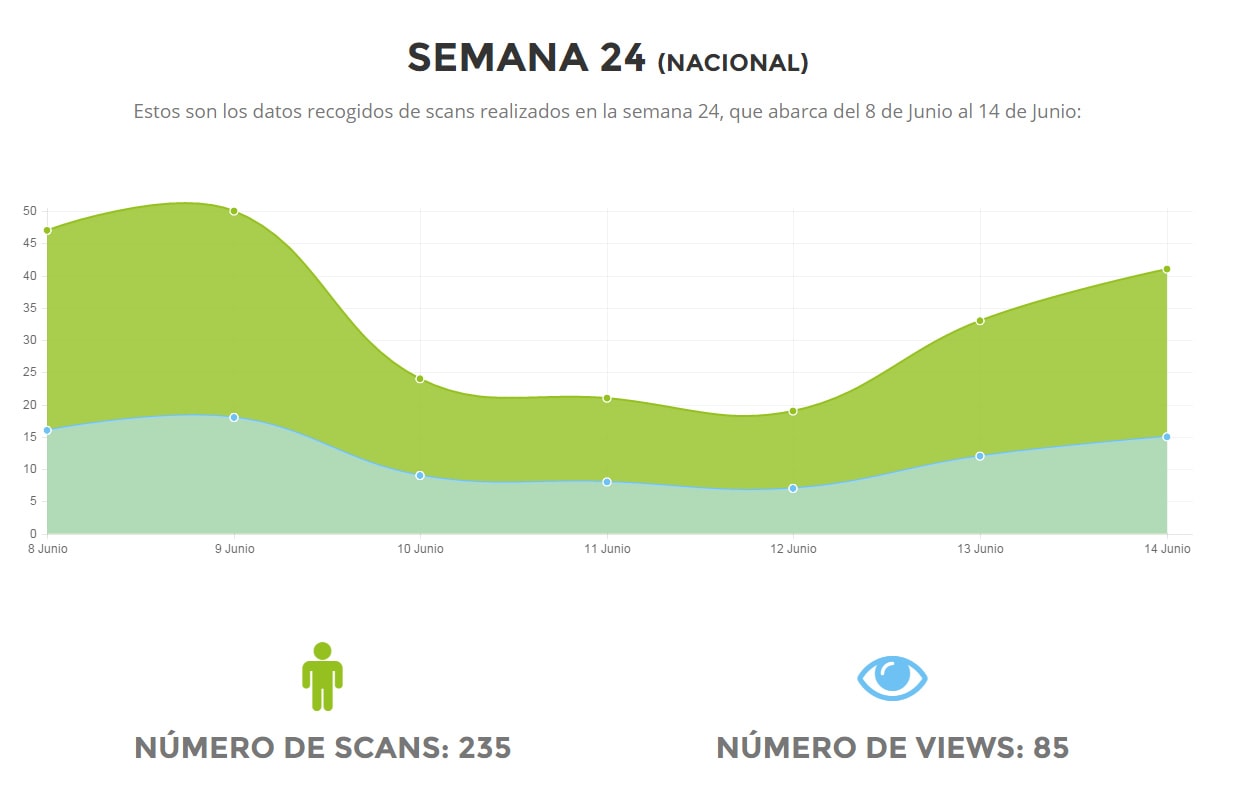 SEMANA 24 (NACIONAL)
Estos son los datos recogidos de scans realizados en la semana 24, que abarca del 8 de Junio al 14 de Junio:
50
45
40
35
30
25
20
15
10
5
0
8 Junio 9 Junio 10 Junio 11 Junio 12 Junio 13 Junio 14 Junio
NÚMERO DE SCANS: 235 NÚMERO DE VIEWS: 85